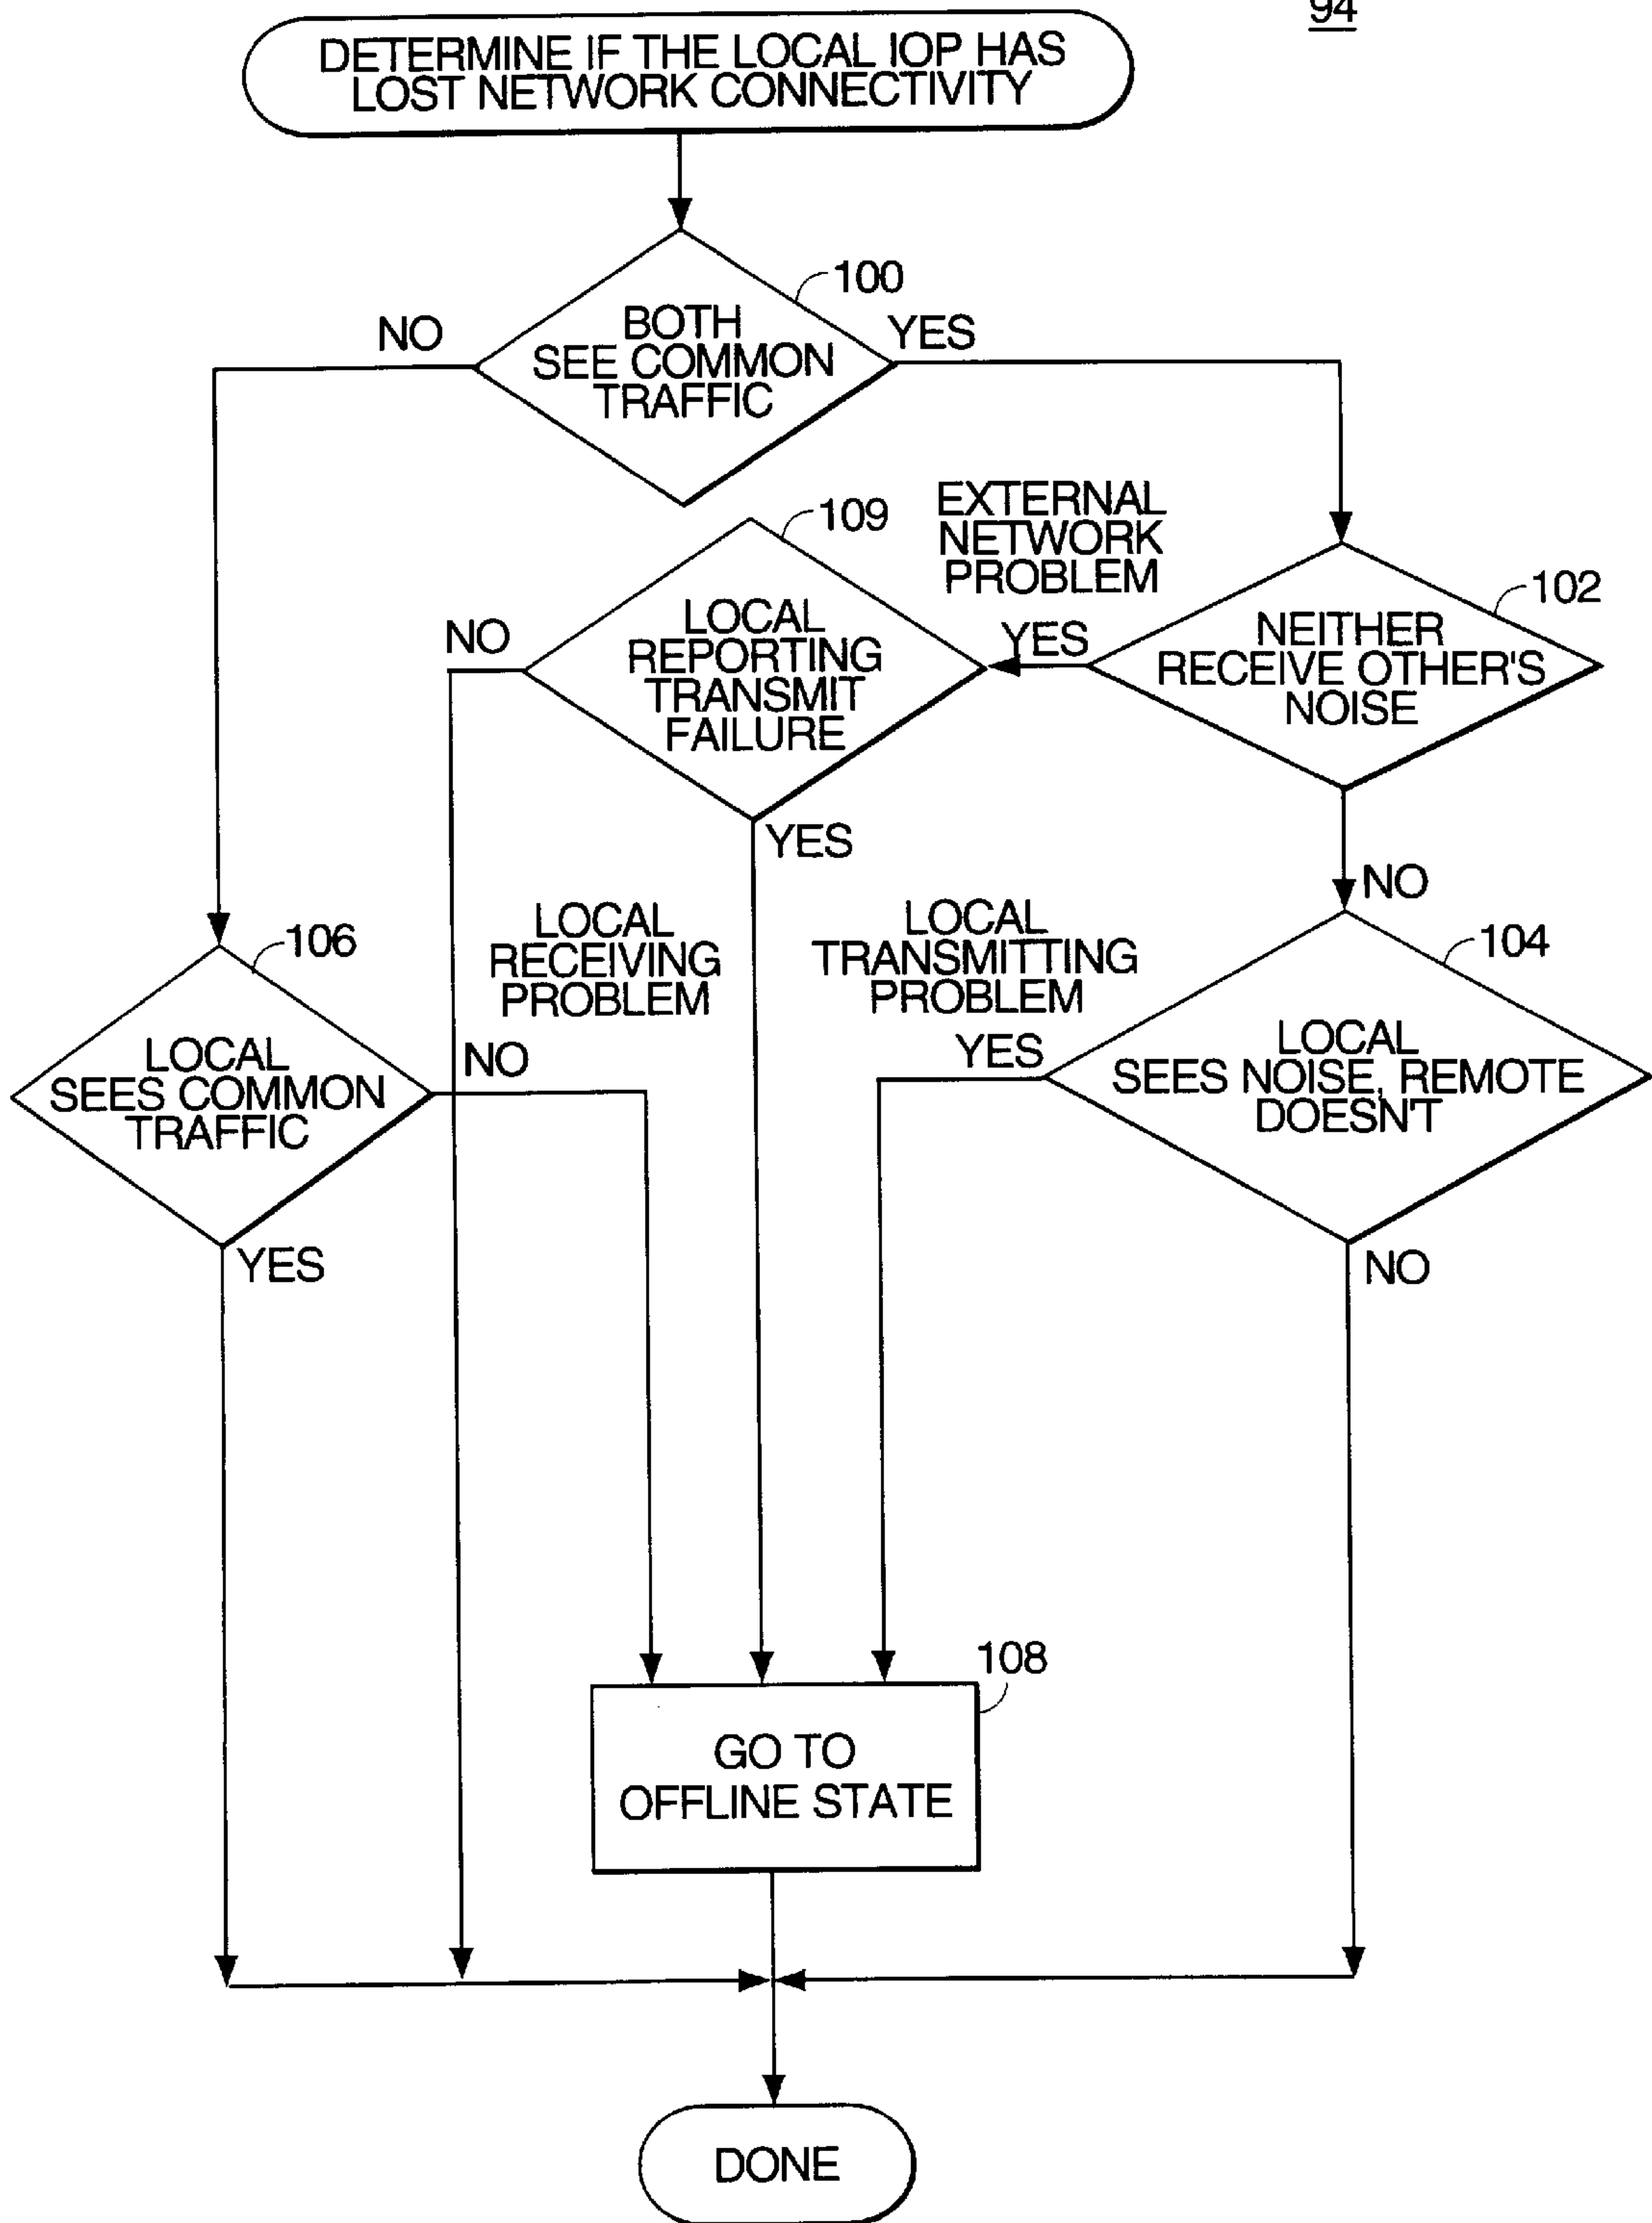 94
DETERMINE IF THE LOCAL IOP HAS
LOST NETWORK CONNECTIVITY
100
NO
BOTH
SEE COMMON
TRAFFIC
YES
109
EXTERNAL
NETWORK
PROBLEM
102
NO
LOCAL
REPORTING
TRANSMIT
FAILURE
YES
NEITHER
RECEIVE OTHER'S
NOISE
YES
NO
106
LOCAL
RECEIVING
PROBLEM
LOCAL
TRANSMITTING
PROBLEM
104
LOCAL
SEES COMMON
TRAFFIC
NO
YES
LOCAL
SEES NOISE, REMOTE
DOESN'T
YES
NO
108
GO TO
OFFLINE STATE
DONE